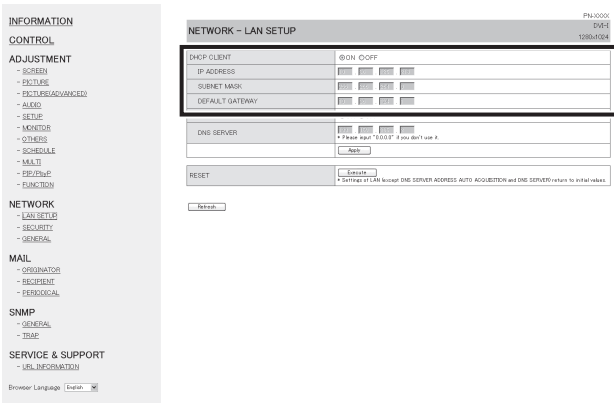 INFORMATION
CONTROL
ADJUSTMENT
- SCREEN
- PICTURE
- PICTURE(ADVANCED)
- AUDIO
- SETUP
- MONITOR
- OTHERS
- SCHEDULE
- MULTI
- PIP/PbyP
- FUNCTION
NETWORK
- LAN SETUP
- SECURITY
- GENERAL
MAIL
- ORIGINATOR
- RECIPIENT
- PERIODICAL
SNMP
- GENERAL
- TRAP
SERVICE & SUPPORT
- URL INFORMATION
Browser Language English
PN-XXXX
NETWORK - LAN SETUP
DVI-I
1280x1024
DHCP CLIENT ON OFF
IP ADDRESS
SUBNET MASK
DEFAULT GATEWAY
DNS SERVER
* Please input "0.0.0.0" if you don't use it.
Apply
RESET Execute
* Settings of LAN (except DNS SERVER ADDRESS AUTO ACQUISITION and DNS SERVER) return to initial values.
Refresh